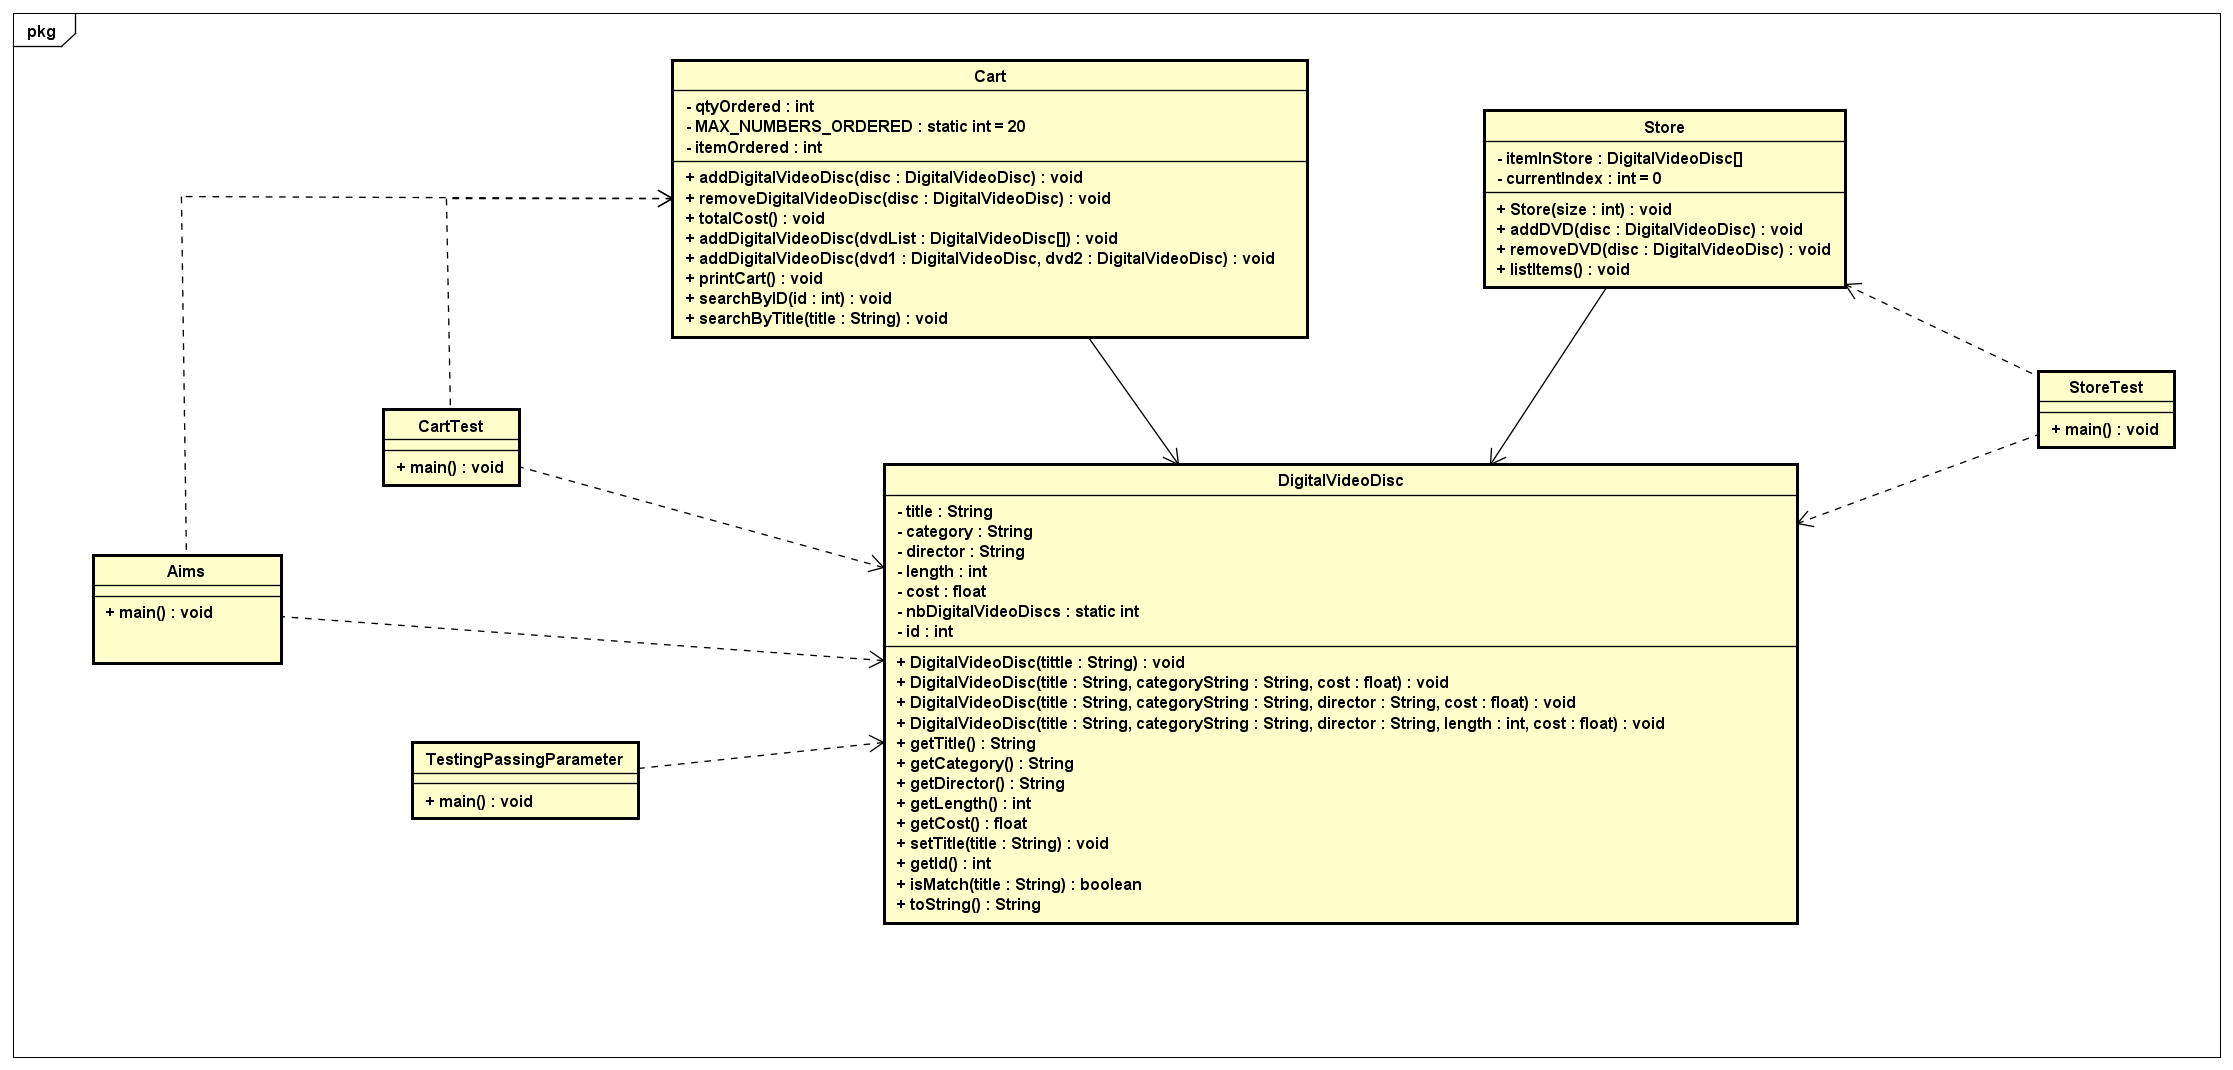 pkg
Cart
- qtyOrdered : int
- MAX_NUMBERS_ORDERED : static int = 20
- itemOrdered : int
+ addDigitalVideoDisc(disc : DigitalVideoDisc) : void
+ removeDigitalVideoDisc(disc : DigitalVideoDisc) : void
+ totalCost() : void
+ addDigitalVideoDisc(dvdList : DigitalVideoDisc[]) : void
+ addDigitalVideoDisc(dvd1 : DigitalVideoDisc, dvd2 : DigitalVideoDisc) : void
+ printCart() : void
+ searchByID(id : int) : void
+ searchByTitle(title : String) : void
Store
- itemInStore : DigitalVideoDisc[]
- currentIndex : int = 0
+ Store(size : int) : void
+ addDVD(disc : DigitalVideoDisc) : void
+ removeDVD(disc : DigitalVideoDisc) : void
+ listItems() : void
StoreTest
+ main() : void
CartTest
+ main() : void
Aims
+ main() : void
TestingPassingParameter
+ main() : void
DigitalVideoDisc
- title : String
- category : String
- director : String
- length : int
- cost : float
- nbDigitalVideoDiscs : static int
- id : int
+ DigitalVideoDisc(tittle : String) : void
+ DigitalVideoDisc(title : String, categoryString : String, cost : float) : void
+ DigitalVideoDisc(title : String, categoryString : String, director : String, cost : float) : void
+ DigitalVideoDisc(title : String, categoryString : String, director : String, length : int, cost : float) : void
+ getTitle() : String
+ getCategory() : String
+ getDirector() : String
+ getLength() : int
+ getCost() : float
+ setTitle(title : String) : void
+ getId() : int
+ isMatch(title : String) : boolean
+ toString() : String